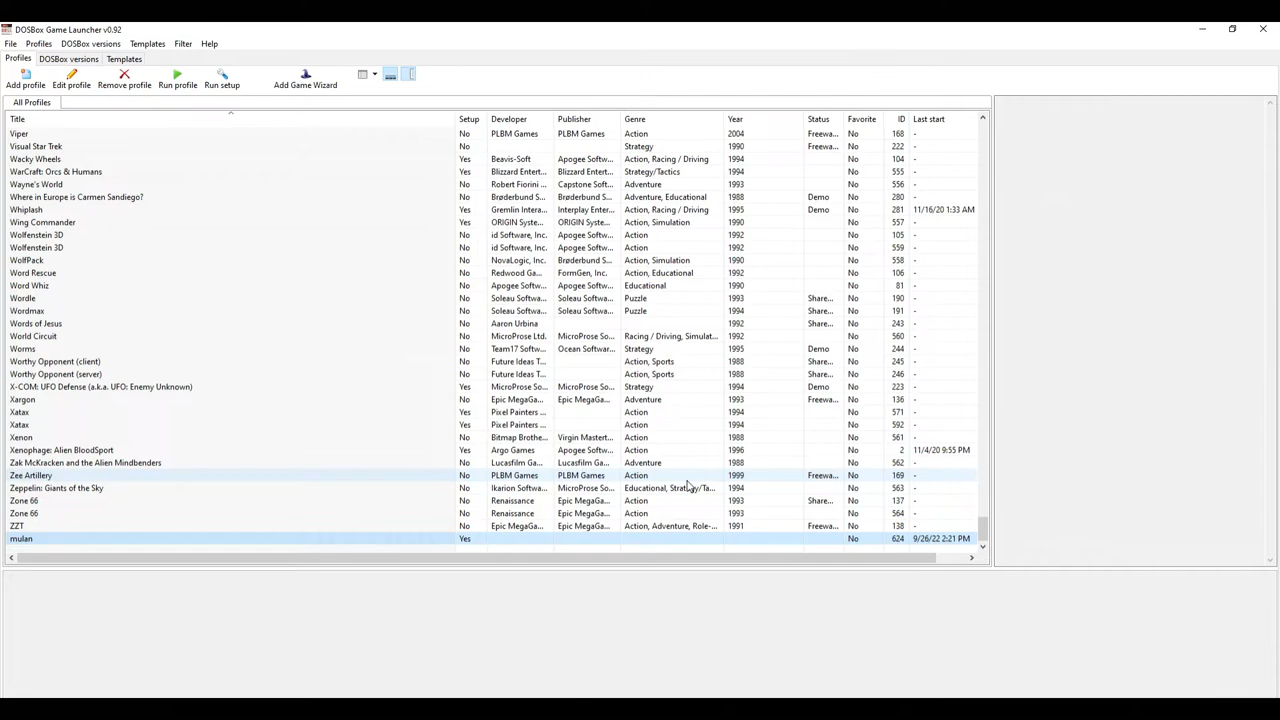 DOSBox Game Launcher v0.92
File Profiles DOSBox versions Templates Filter Help
Profiles DOSBox versions Templates
Add profile Edit profile Remove profile Run profile Run setup Add Game Wizard
All Profiles
Title Setup Developer Publisher Genre Year Status Favorite ID Last start
Viper No PLBM Games PLBM Games Action 2004 Freewa... No 168 -
Visual Star Trek No Strategy 1990 Freewa... No 222 -
Wacky Wheels Yes Beavis-Soft Apogee Softw... Action, Racing / Driving 1994 No 104 -
WarCraft: Orcs & Humans Yes Blizzard Entert... Blizzard Entert... Strategy/Tactics 1994 No 555 -
Wayne's World No Robert Fiorini ... Capstone Soft... Adventure 1993 No 556 -
Where in Europe is Carmen Sandiego? No Brøderbund S... Brøderbund S... Adventure, Educational 1988 Demo No 280 -
Whiplash Yes Gremlin Intera... Interplay Enter... Action, Racing / Driving 1995 Demo No 281 11/16/20 1:33 AM
Wing Commander Yes ORIGIN Syste... ORIGIN Syste... Action, Simulation 1990 No 557 -
Wolfenstein 3D No id Software, Inc. Apogee Softw... Action 1992 No 105 -
Wolfenstein 3D No id Software, Inc. Apogee Softw... Action 1992 No 559 -
WolfPack No NovaLogic, Inc. Brøderbund S... Action, Simulation 1990 No 558 -
Word Rescue No Redwood Ga... FormGen, Inc. Action, Educational 1992 No 106 -
Word Whiz No Apogee Softw... Apogee Softw... Educational 1990 No 81 -
Wordle No Soleau Softwa... Soleau Softwa... Puzzle 1993 Share... No 190 -
Wordmax No Soleau Softwa... Soleau Softwa... Puzzle 1994 Share... No 191 -
Words of Jesus No Aaron Urbina 1992 Share... No 243 -
World Circuit No MicroProse Ltd. MicroProse So... Racing / Driving, Simulat... 1992 No 560 -
Worms No Team17 Softw... Ocean Softwar... Strategy 1995 Demo No 244 -
Worthy Opponent (client) No Future Ideas T... Action, Sports 1988 Share... No 245 -
Worthy Opponent (server) No Future Ideas T... Action, Sports 1988 Share... No 246 -
X-COM: UFO Defense (a.k.a. UFO: Enemy Unknown) Yes MicroProse So... MicroProse So... Strategy 1994 Demo No 223 -
Xargon No Epic MegaGa... Epic MegaGa... Adventure 1993 Freewa... No 136 -
Xatax Yes Pixel Painters ... Action 1994 No 571 -
Xatax Yes Pixel Painters ... Action 1994 No 592 -
Xenon No Bitmap Brothe... Virgin Mastert... Action 1988 No 561 -
Xenophage: Alien BloodSport Yes Argo Games Apogee Softw... Action 1996 No 2 11/4/20 9:55 PM
Zak McKracken and the Alien Mindbenders No Lucasfilm Ga... Lucasfilm Ga... Adventure 1988 No 562 -
Zee Artillery No PLBM Games PLBM Games Action 1999 Freewa... No 169 -
Zeppelin: Giants of the Sky No Ikarion Softwa... MicroProse So... Educational, Strategy/Ta... 1994 No 563 -
Zone 66 No Renaissance Epic MegaGa... Action 1993 Share... No 137 -
Zone 66 No Renaissance Epic MegaGa... Action 1993 No 564 -
ZZT No Epic MegaGa... Epic MegaGa... Action, Adventure, Role-... 1991 Freewa... No 138 -
mulan Yes No 624 9/26/22 2:21 PM